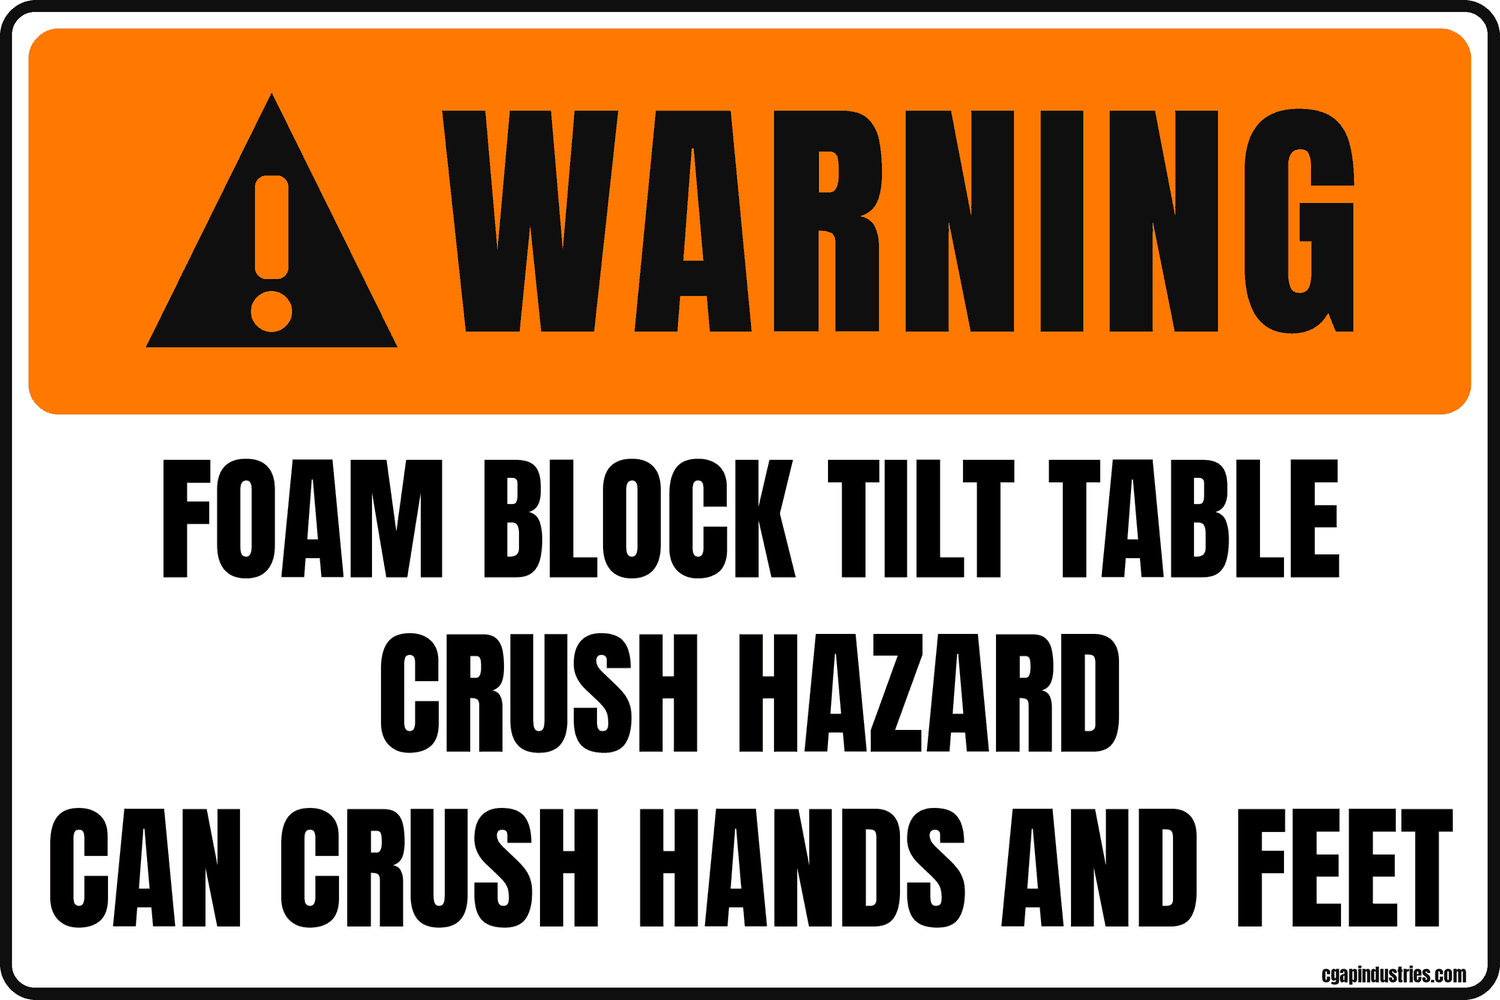 WARNING
FOAM BLOCK TILT TABLE
CRUSH HAZARD
CAN CRUSH HANDS AND FEET
cgapindustries.com